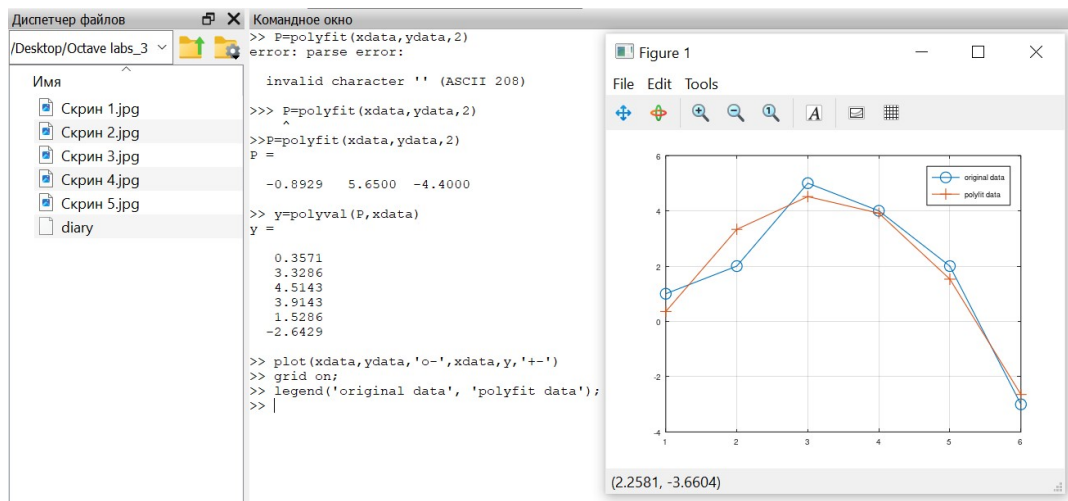 Диспетчер файлов
/Desktop/Octave labs_3
Имя
Скрин 1.jpg
Скрин 2.jpg
Скрин 3.jpg
Скрин 4.jpg
Скрин 5.jpg
diary
Командное окно
>> P=polyfit(xdata,ydata,2)
error: parse error:
invalid character '' (ASCII 208)
>>> P=polyfit(xdata,ydata,2)
^
>>P=polyfit(xdata,ydata,2)
P =
-0.8929 5.6500 -4.4000
>> y=polyval(P,xdata)
y =
0.3571
3.3286
4.5143
3.9143
1.5286
-2.6429
>> plot(xdata,ydata,'o-',xdata,y,'+-')
>> grid on;
>> legend('original data', 'polyfit data');
>>
Figure 1
File Edit Tools
1
A
original data
polyfit data
6
4
2
0
-2
-4
1 2 3 4 5 6
(2.2581, -3.6604)